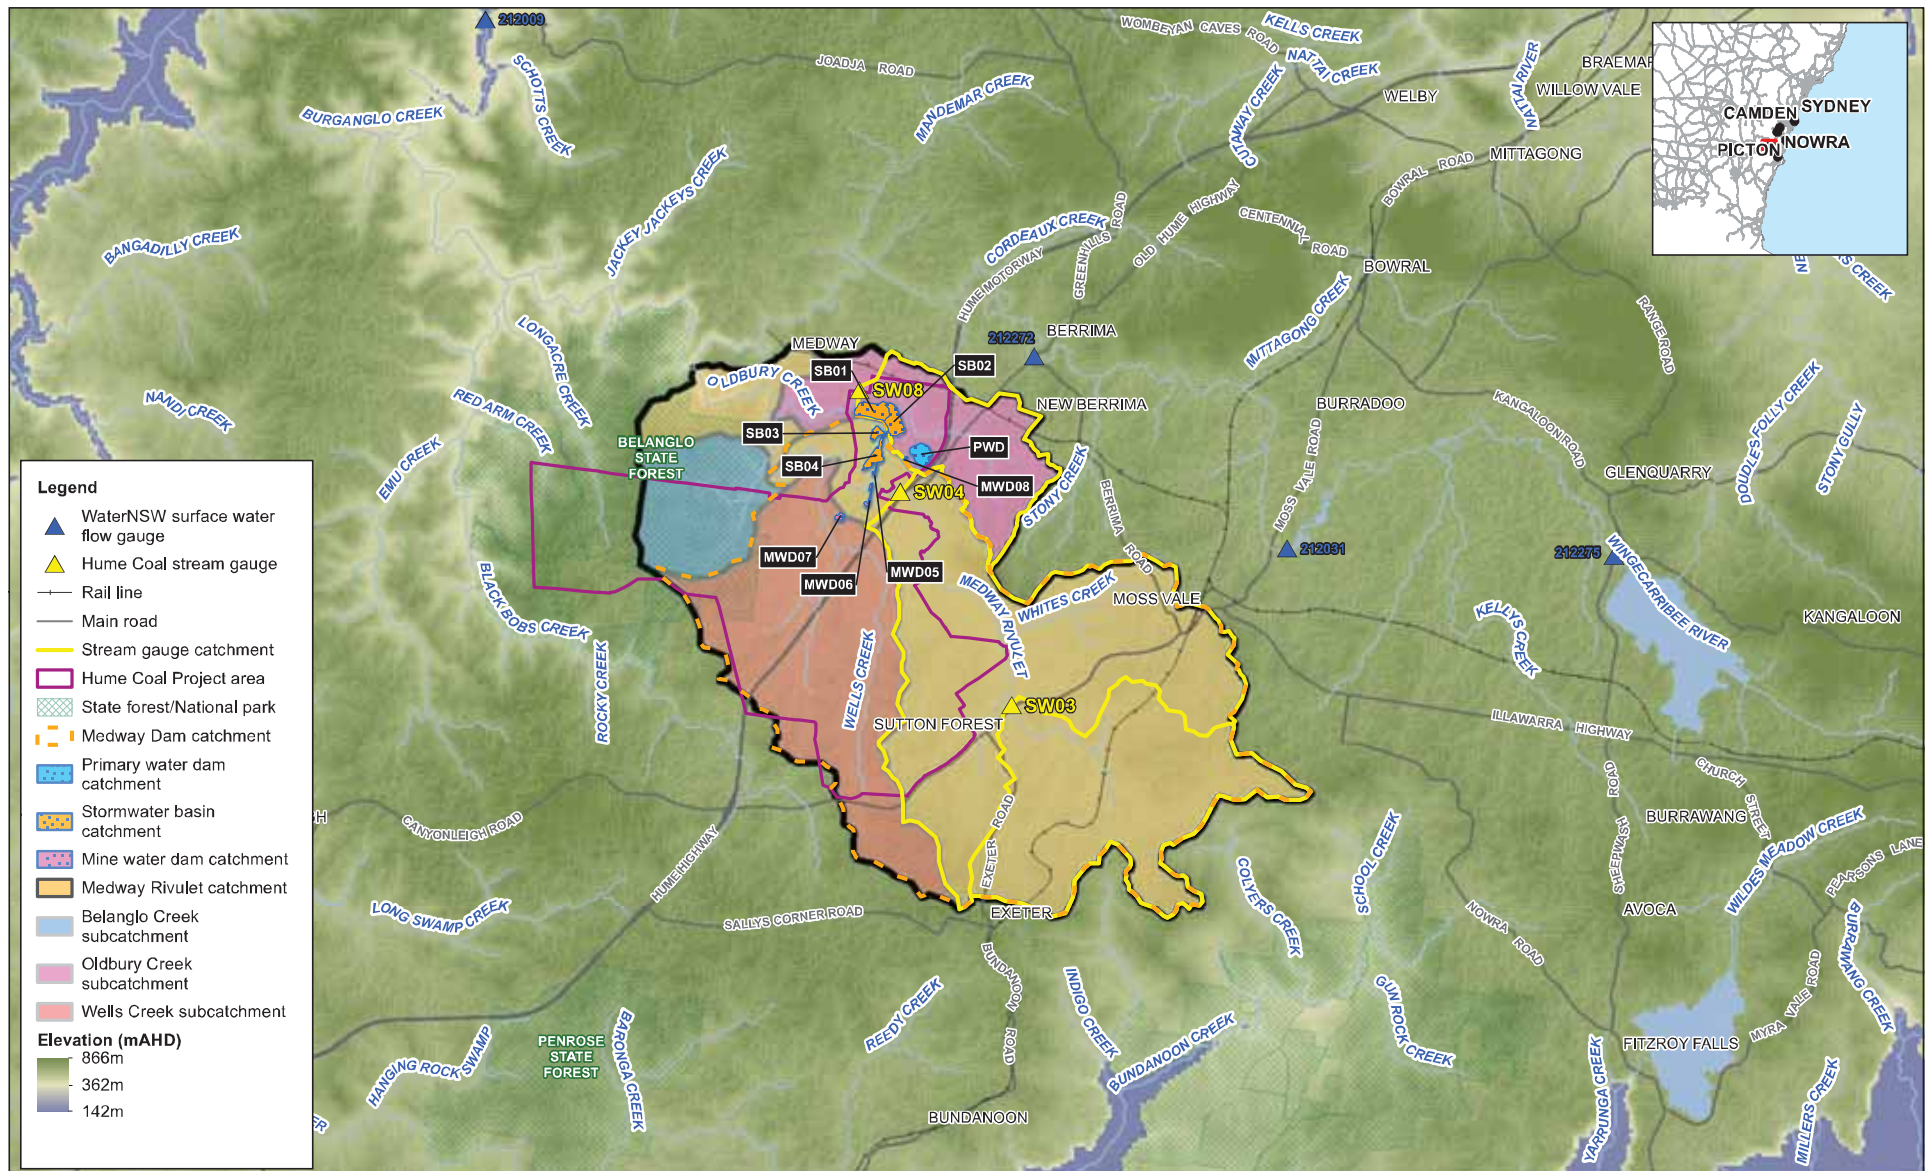 212009
SCHOTTS CREEK
BURGANGLO CREEK
JOADJA ROAD
MANDEMAR CREEK
WOMBEYAN CAVES ROAD
KELLS CREEK
NATTAI CREEK
CUTAWAY CREEK
WELBY
NATTAI RIVER
BRAEMAR
WILLOW VALE
MITTAGONG
BOWRAL ROAD
CAMDEN
SYDNEY
NOWRA
PICTON
BANGADILLY CREEK
JACKEY JACKEYS CREEK
CORDEAUX CREEK
HUME MOTORWAY
GREENHILLS ROAD
OLD HUME HIGHWAY
CENTENNIAL ROAD
BOWRAL
MITTAGONG CREEK
RANGE ROAD
LONGACRE CREEK
RED ARM CREEK
NANDI CREEK
EMU CREEK
MEDWAY
OLDBURY CREEK
SB01
SW08
SB02
212272
BERRIMA
NEW BERRIMA
BURRADOO
KANGALOON ROAD
DOUDLES FOLLY CREEK
STONY GULLY
GLENQUARRY
BELANGLO
STATE
FOREST
SB03
SB04
PWD
MWD08
SW04
STONY CREEK
BERRIMA ROAD
MOSS VALE ROAD
212031
212275
WINGECARRIBEE RIVER
MWD07
MWD06
MWD05
MEDWAY RIVULET
WHITES CREEK
MOSS VALE
KELLYS CREEK
KANGALOON
BLACK BOBS CREEK
ROCKY CREEK
WELLS CREEK
SUTTON FOREST
SW03
ILLAWARRA HIGHWAY
CHURCH STREET
SHEEPWASH ROAD
BURRAWANG
WILDES MEADOW CREEK
PEARSONS LANE
CANYONLEIGH ROAD
HUME HIGHWAY
EXETER ROAD
EXETER
SCHOOL CREEK
COLYERS CREEK
LONG SWAMP CREEK
SALLYS CORNER ROAD
NOWRA ROAD
AVOCA
BURRAWANG CREEK
MYRA VALE ROAD
BUNDANOON ROAD
REEDY CREEK
INDIGO CREEK
BUNDANOON CREEK
GUN ROCK CREEK
FITZROY FALLS
HANGING ROCK SWAMP
PENROSE
STATE
FOREST
BARONGA CREEK
BUNDANOON
YARRUNGA CREEK
MILLERS CREEK
Legend
WaterNSW surface water
flow gauge
Hume Coal stream gauge
Rail line
Main road
Stream gauge catchment
Hume Coal Project area
State forest/National park
Medway Dam catchment
Primary water dam
catchment
Stormwater basin
catchment
Mine water dam catchment
Medway Rivulet catchment
Belanglo Creek
subcatchment
Oldbury Creek
subcatchment
Wells Creek subcatchment
Elevation (mAHD)
866m
362m
142m